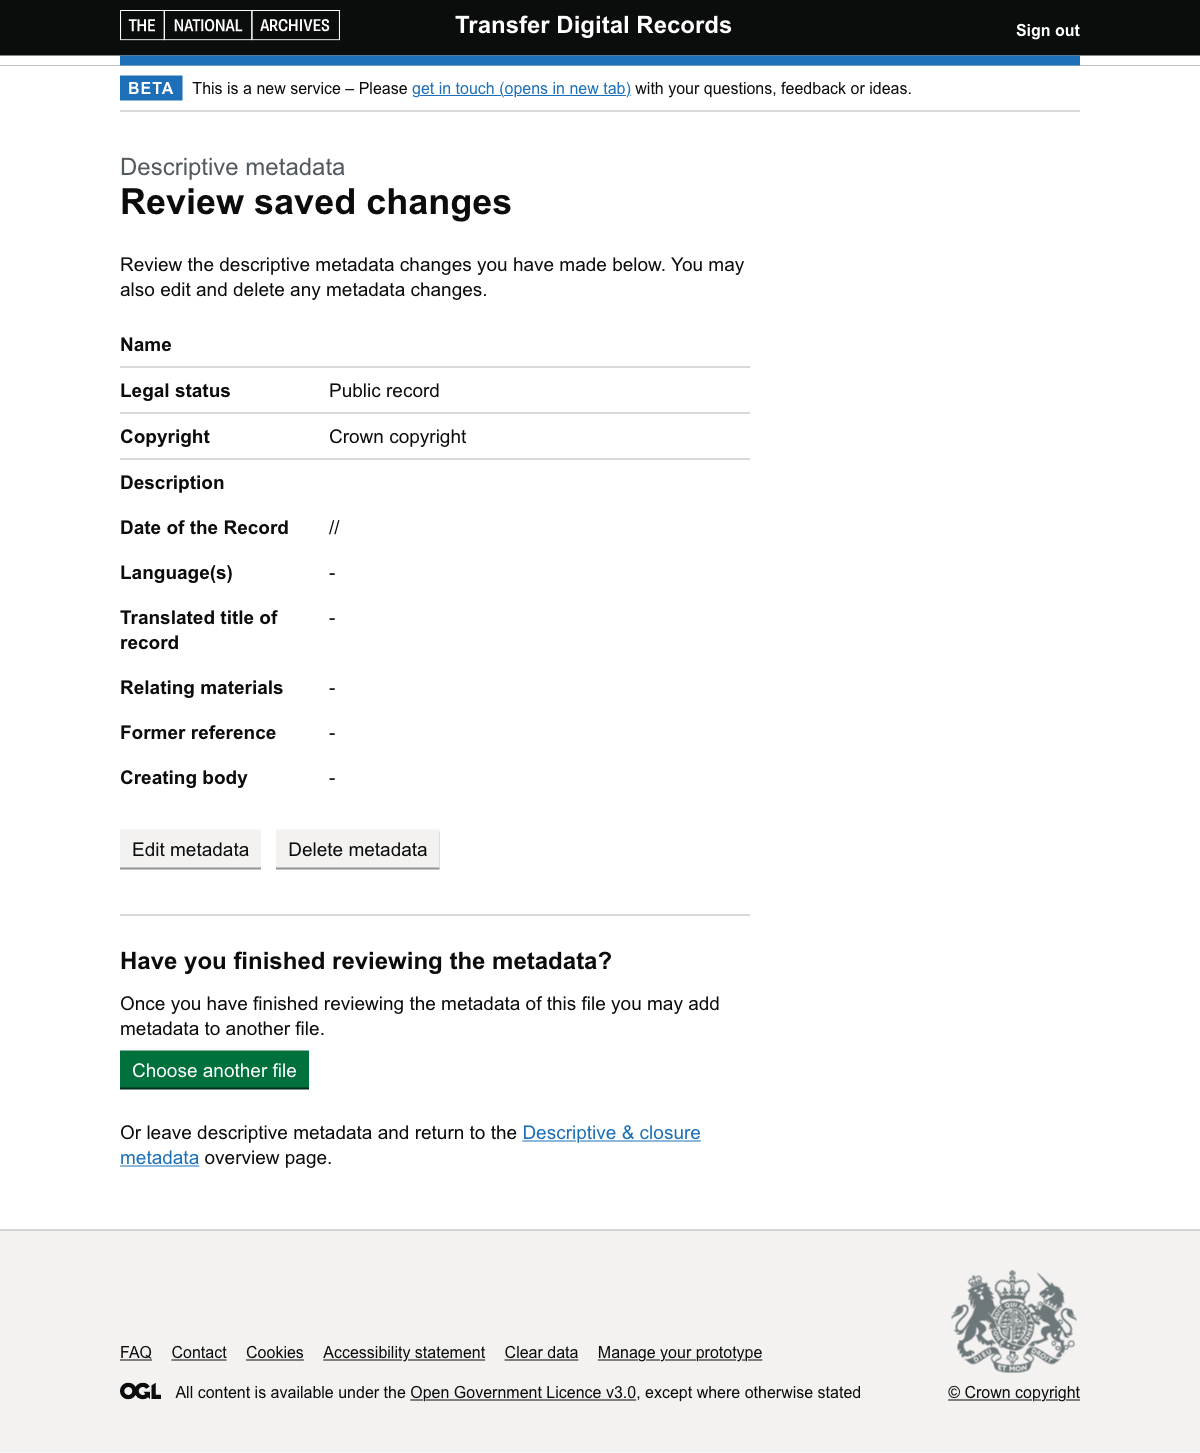 THE NATIONAL ARCHIVES
Transfer Digital Records
Sign out
BETA This is a new service – Please get in touch (opens in new tab) with your questions, feedback or ideas.
Descriptive metadata
Review saved changes
Review the descriptive metadata changes you have made below. You may
also edit and delete any metadata changes.
Name
Legal status Public record
Copyright Crown copyright
Description
Date of the Record //
Language(s) -
Translated title of -
record
Relating materials -
Former reference -
Creating body -
Edit metadata Delete metadata
Have you finished reviewing the metadata?
Once you have finished reviewing the metadata of this file you may add
metadata to another file.
Choose another file
Or leave descriptive metadata and return to the Descriptive & closure
metadata overview page.
FAQ Contact Cookies Accessibility statement Clear data Manage your prototype
OGL All content is available under the Open Government Licence v3.0, except where otherwise stated
© Crown copyright